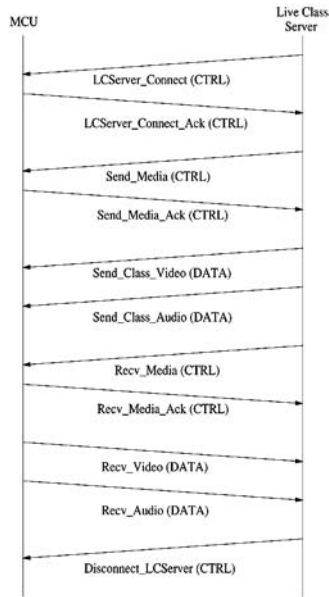 MCU
Live Class
Server
LCServer_Connect (CTRL)
LCServer_Connect_Ack (CTRL)
Send_Media (CTRL)
Send_Media_Ack (CTRL)
Send_Class_Video (DATA)
Send_Class_Audio (DATA)
Recv_Media (CTRL)
Recv_Media_Ack (CTRL)
Recv_Video (DATA)
Recv_Audio (DATA)
Disconnect_LCServer (CTRL)